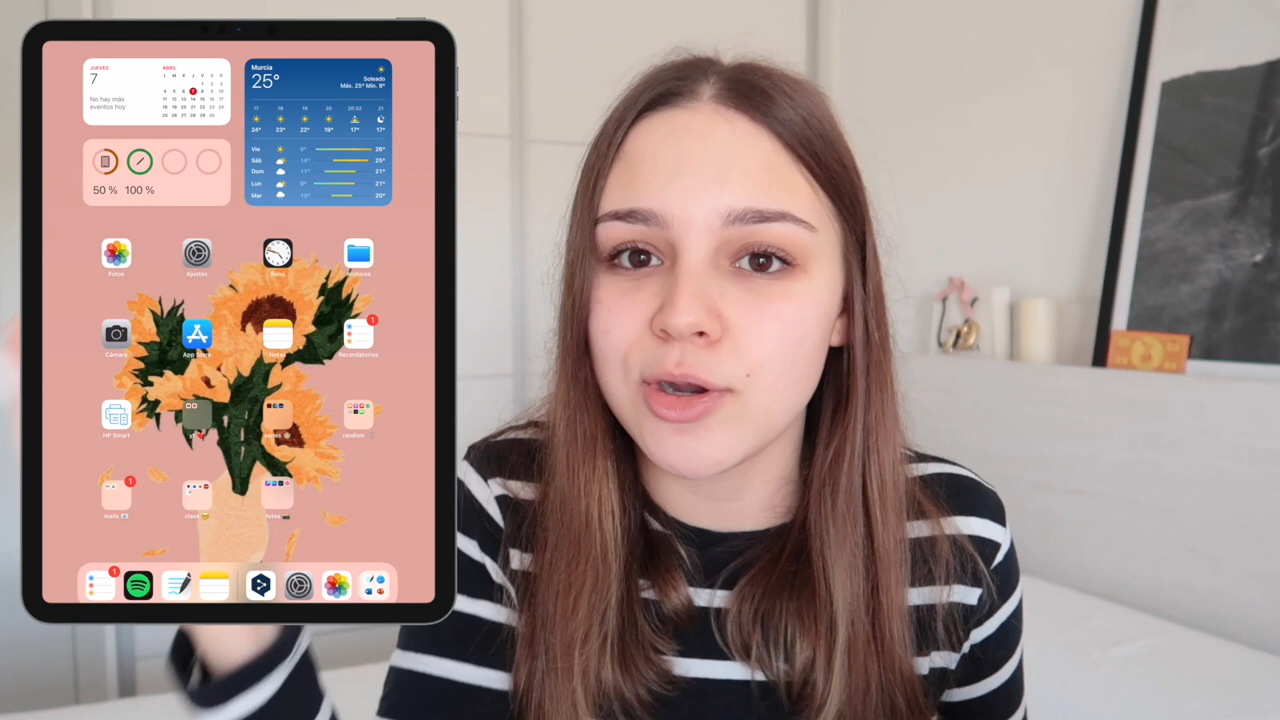 JUEVES
7
No hay más
eventos hoy
ABRIL
L M X J V S D
1 2 3
4 5 6 7 8 9 10
11 12 13 14 15 16 17
18 19 20 21 22 23 24
25 26 27 28 29 30
Murcia
25°
Soleado
Máx. 25° Mín. 8°
17 18 19 20 20:32 21
24° 23° 22° 19° 17° 17°
Vie 9° 26°
Sáb 14° 25°
Dom 11° 21°
Lun 21°
Mar 20°
50 % 100 %
Fotos
Ajustes
Reloj
Archivos
Cámara
App Store
Notas
1
Recordatorios
HP Smart
random
1
mails
clase
fotos
1